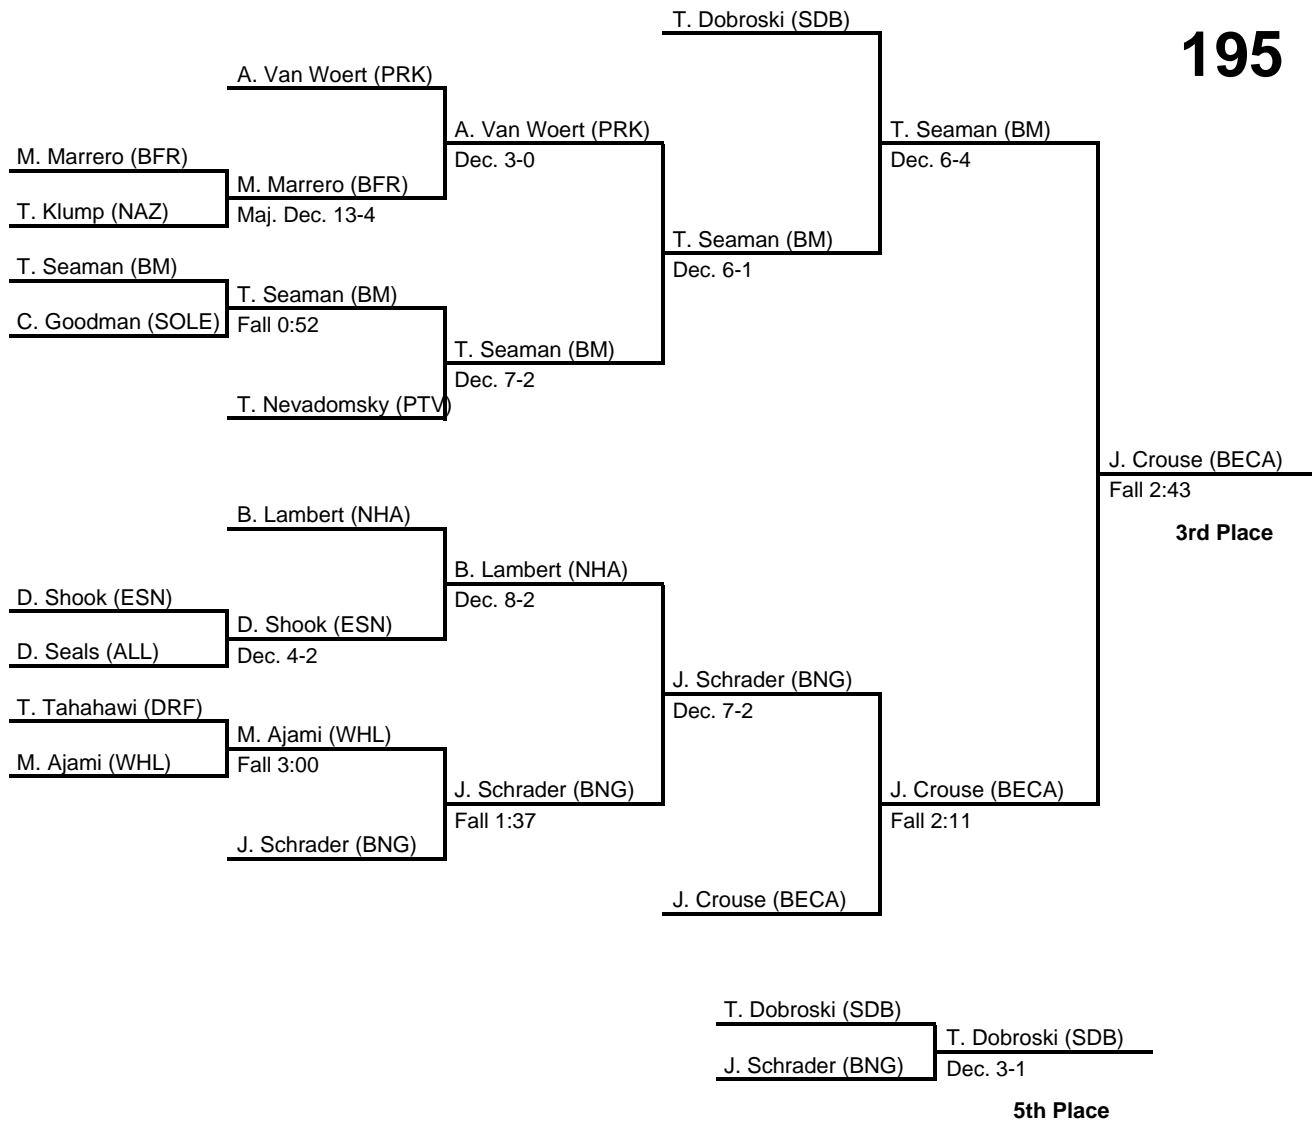 T. Dobroski (SDB)
195
A. Van Woert (PRK)
A. Van Woert (PRK)
Dec. 3-0
T. Seaman (BM)
Dec. 6-4
M. Marrero (BFR)
M. Marrero (BFR)
Maj. Dec. 13-4
T. Klump (NAZ)
T. Seaman (BM)
Dec. 6-1
T. Seaman (BM)
T. Seaman (BM)
Fall 0:52
C. Goodman (SOLE)
T. Seaman (BM)
Dec. 7-2
T. Nevadomsky (PTV)
J. Crouse (BECA)
Fall 2:43
3rd Place
B. Lambert (NHA)
B. Lambert (NHA)
Dec. 8-2
D. Shook (ESN)
D. Shook (ESN)
Dec. 4-2
D. Seals (ALL)
J. Schrader (BNG)
Dec. 7-2
T. Tahahawi (DRF)
M. Ajami (WHL)
Fall 3:00
M. Ajami (WHL)
J. Schrader (BNG)
Fall 1:37
J. Crouse (BECA)
Fall 2:11
J. Schrader (BNG)
J. Crouse (BECA)
T. Dobroski (SDB)
T. Dobroski (SDB)
Dec. 3-1
J. Schrader (BNG)
5th Place